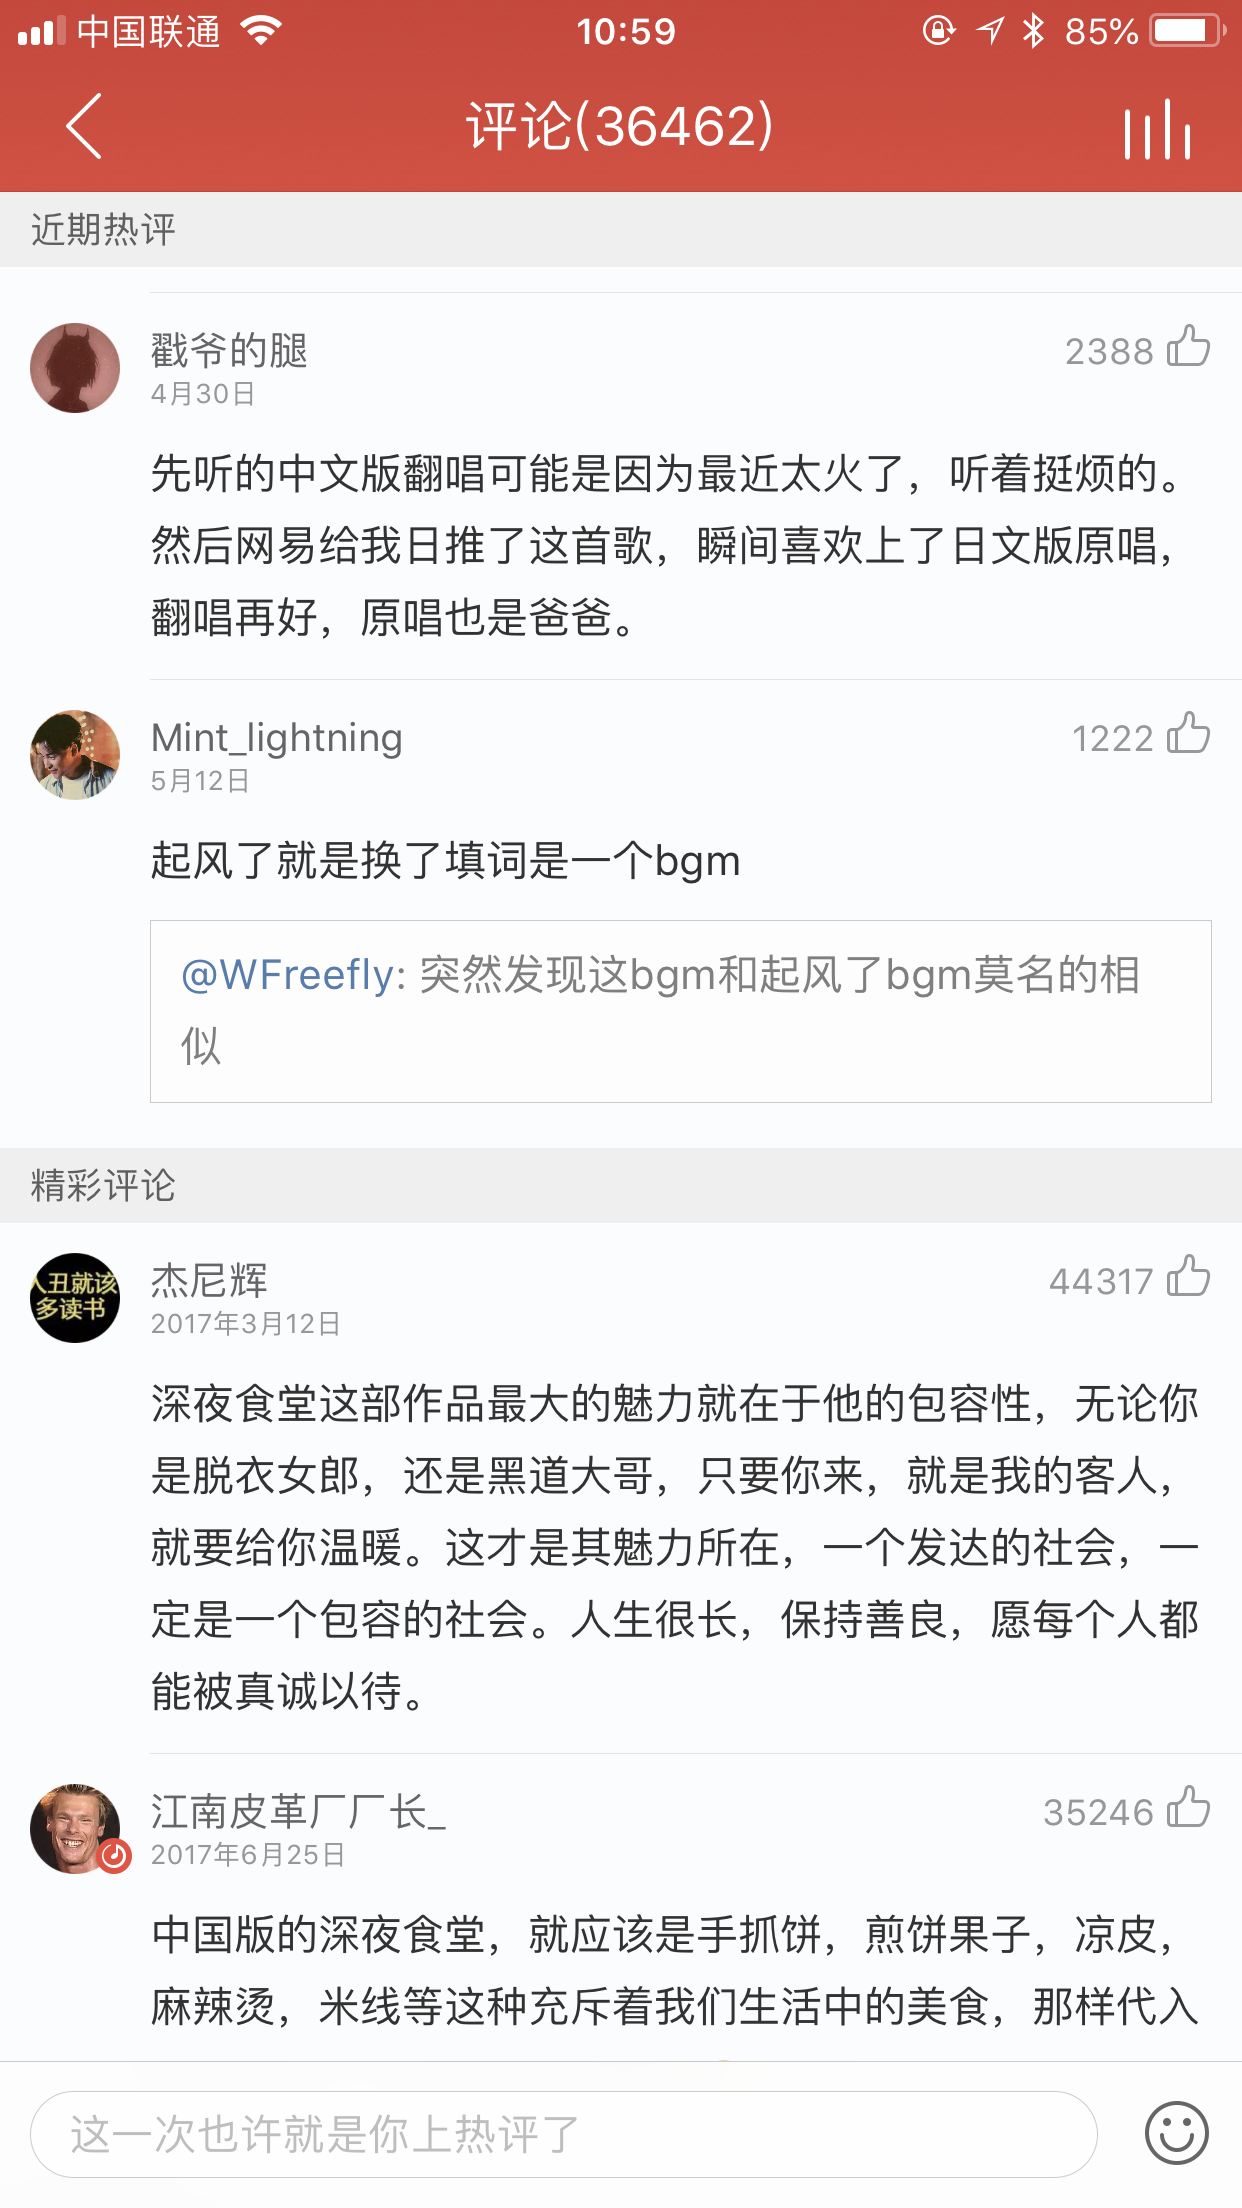 中国联通 10:59 85%
评论(36462)
近期热评
戳爷的腿 2388
4月30日
先听的中文版翻唱可能是因为最近太火了，听着挺烦的。
然后网易给我日推了这首歌，瞬间喜欢上了日文版原唱，
翻唱再好，原唱也是爸爸。
Mint_lightning 1222
5月12日
起风了就是换了填词是一个bgm
@WFreefly: 突然发现这bgm和起风了bgm莫名的相
似
精彩评论
人丑就该
多读书
杰尼辉 44317
2017年3月12日
深夜食堂这部作品最大的魅力就在于他的包容性，无论你
是脱衣女郎，还是黑道大哥，只要你来，就是我的客人，
就要给你温暖。这才是其魅力所在，一个发达的社会，一
定是一个包容的社会。人生很长，保持善良，愿每个人都
能被真诚以待。
江南皮革厂厂长_ 35246
2017年6月25日
中国版的深夜食堂，就应该是手抓饼，煎饼果子，凉皮，
麻辣烫，米线等这种充斥着我们生活中的美食，那样代入
这一次也许就是你上热评了